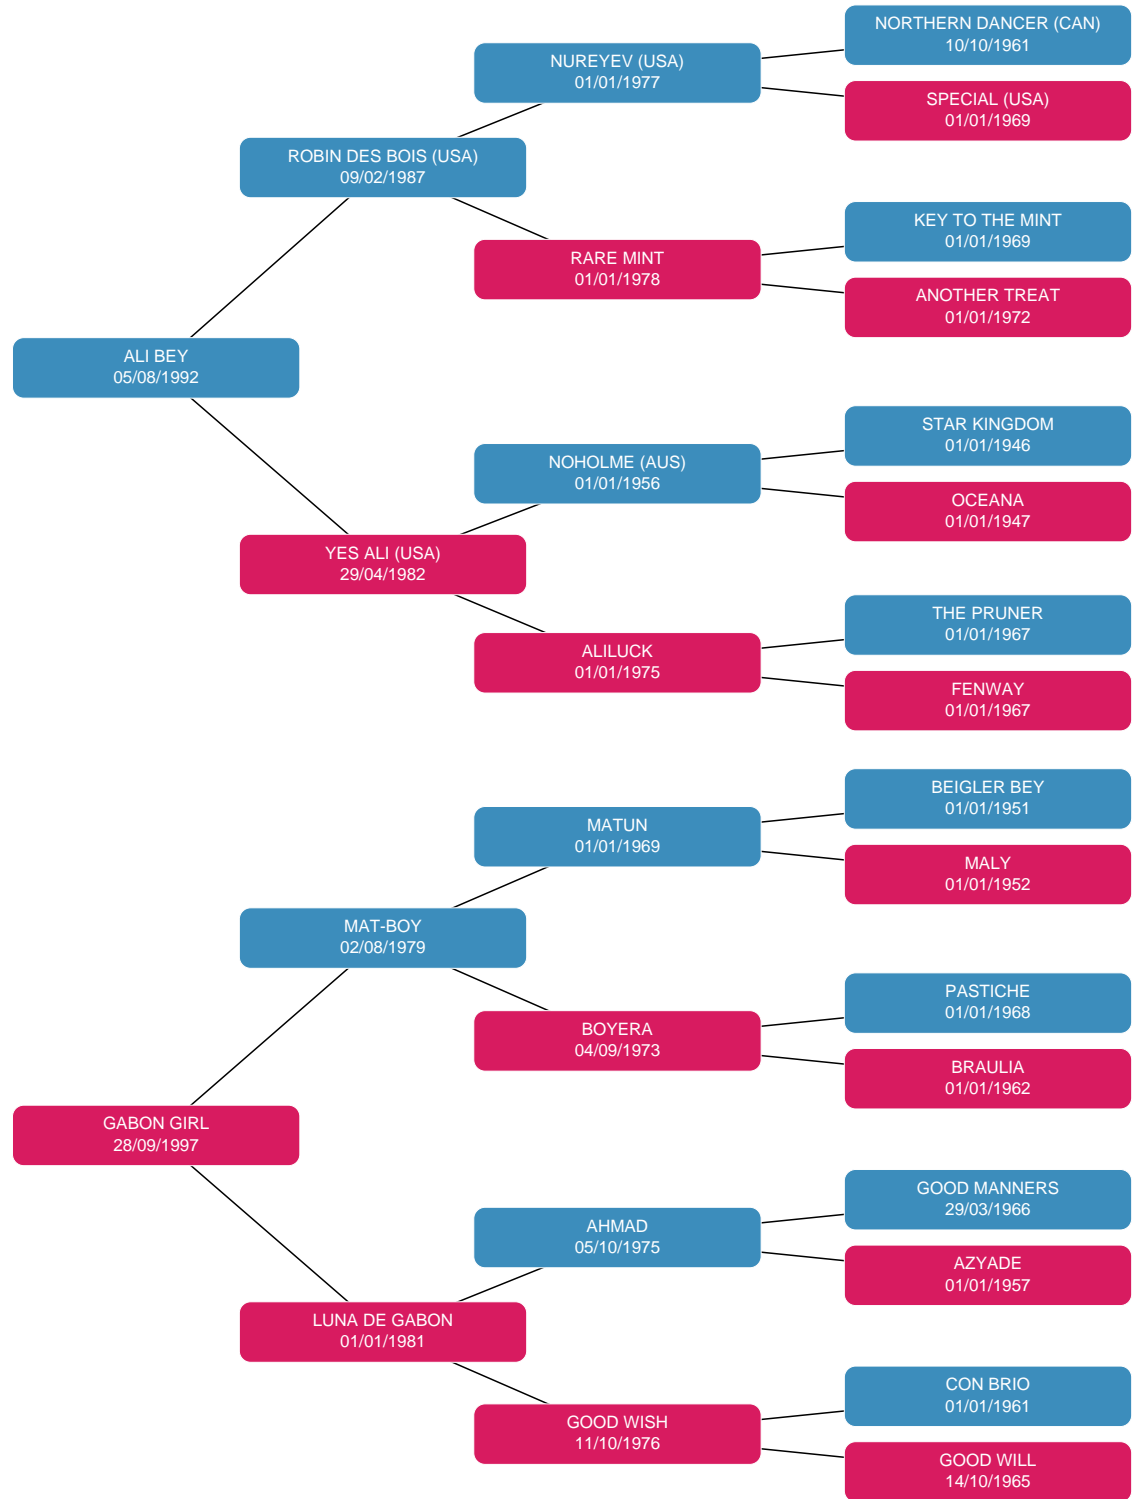 NORTHERN DANCER (CAN)
10/10/1961
NUREYEV (USA)
01/01/1977
SPECIAL (USA)
01/01/1969
ROBIN DES BOIS (USA)
09/02/1987
KEY TO THE MINT
01/01/1969
RARE MINT
01/01/1978
ANOTHER TREAT
01/01/1972
ALI BEY
05/08/1992
STAR KINGDOM
01/01/1946
NOHOLME (AUS)
01/01/1956
OCEANA
01/01/1947
YES ALI (USA)
29/04/1982
THE PRUNER
01/01/1967
ALILUCK
01/01/1975
FENWAY
01/01/1967
BEIGLER BEY
01/01/1951
MATUN
01/01/1969
MALY
01/01/1952
MAT-BOY
02/08/1979
PASTICHE
01/01/1968
BOYERA
04/09/1973
BRAULIA
01/01/1962
GABON GIRL
28/09/1997
GOOD MANNERS
29/03/1966
AHMAD
05/10/1975
AZYADE
01/01/1957
LUNA DE GABON
01/01/1981
CON BRIO
01/01/1961
GOOD WISH
11/10/1976
GOOD WILL
14/10/1965